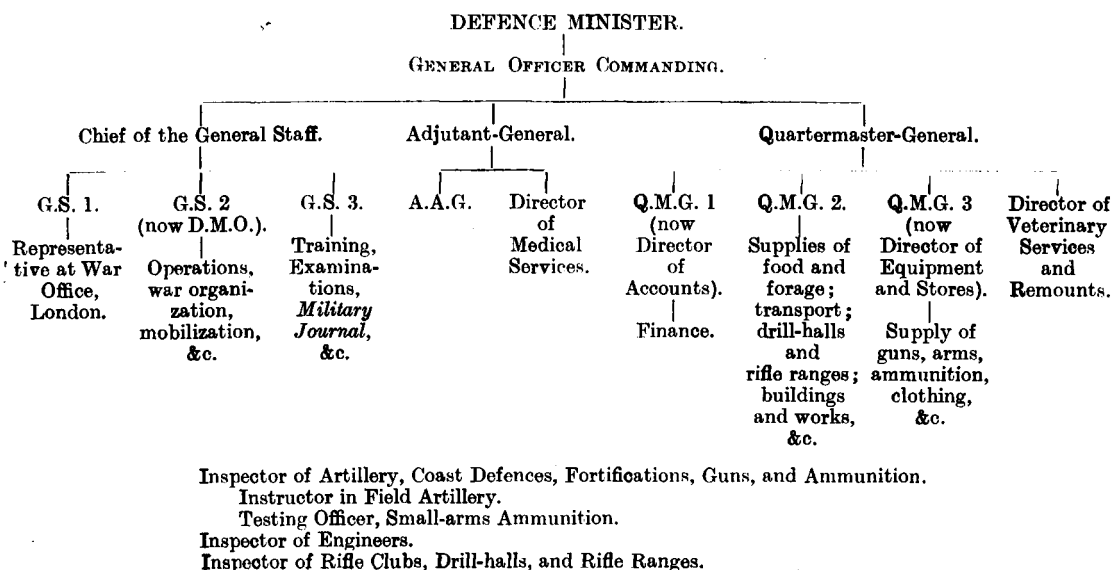 DEFENCE MINISTER.
GENERAL OFFICER COMMANDING.
Chief of the General Staff.
Adjutant-General.
Quartermaster-General.
G.S. 1.
Representa-
tive at War
Office,
London.
G.S. 2
(now D.M.O.).
Operations,
war organi-
zation,
mobilization,
&c.
G.S. 3.
Training,
Examina-
tions,
Military
Journal,
&c.
A.A.G.
Director
of
Medical
Services.
Q.M.G. 1
(now
Director
of
Accounts).
Finance.
Q.M.G. 2.
Supplies of
food and
forage;
transport;
drill-halls
and
rifle ranges;
buildings
and works,
&c.
Q.M.G. 3
(now
Director of
Equipment
and Stores).
Supply of
guns, arms,
ammunition,
clothing,
&c.
Director of
Veterinary
Services
and
Remounts.
Inspector of Artillery, Coast Defences, Fortifications, Guns, and Ammunition.
Instructor in Field Artillery.
Testing Officer, Small-arms Ammunition.
Inspector of Engineers.
Inspector of Rifle Clubs, Drill-halls, and Rifle Ranges.